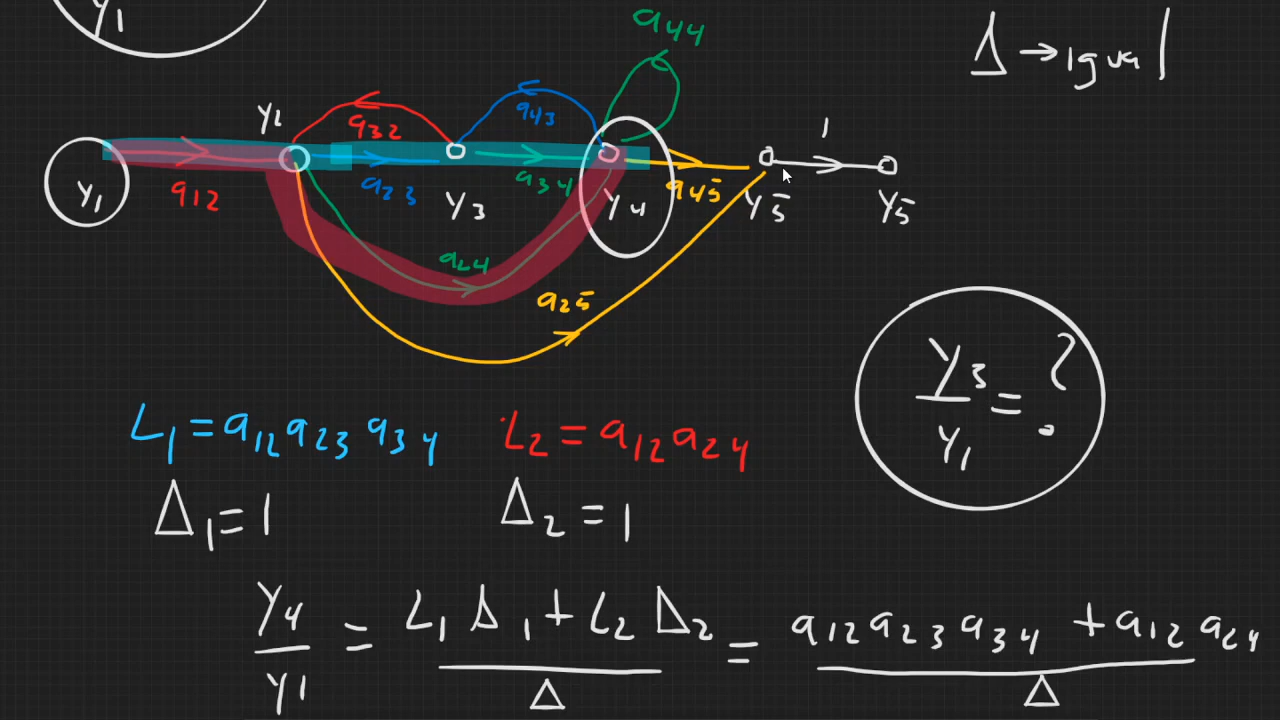 y1
a44
Δ → igual
y2
a32
a43
1
y1
a12
a23
y3
a34
y4
a45
y5
y5
a24
a25
y3/y1 = ?
L1 = a12 a23 a34
L2 = a12 a24
Δ1 = 1
Δ2 = 1
y4/y1 = (L1 Δ1 + L2 Δ2)/Δ = (a12 a23 a34 + a12 a24)/Δ